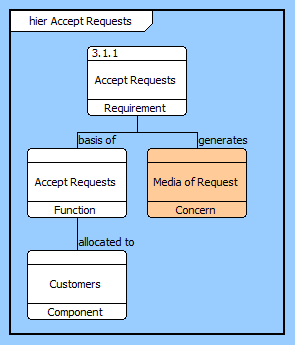 hier Accept Requests
3.1.1
Accept Requests
Requirement
basis of
generates
Accept Requests
Function
Media of Request
Concern
allocated to
Customers
Component